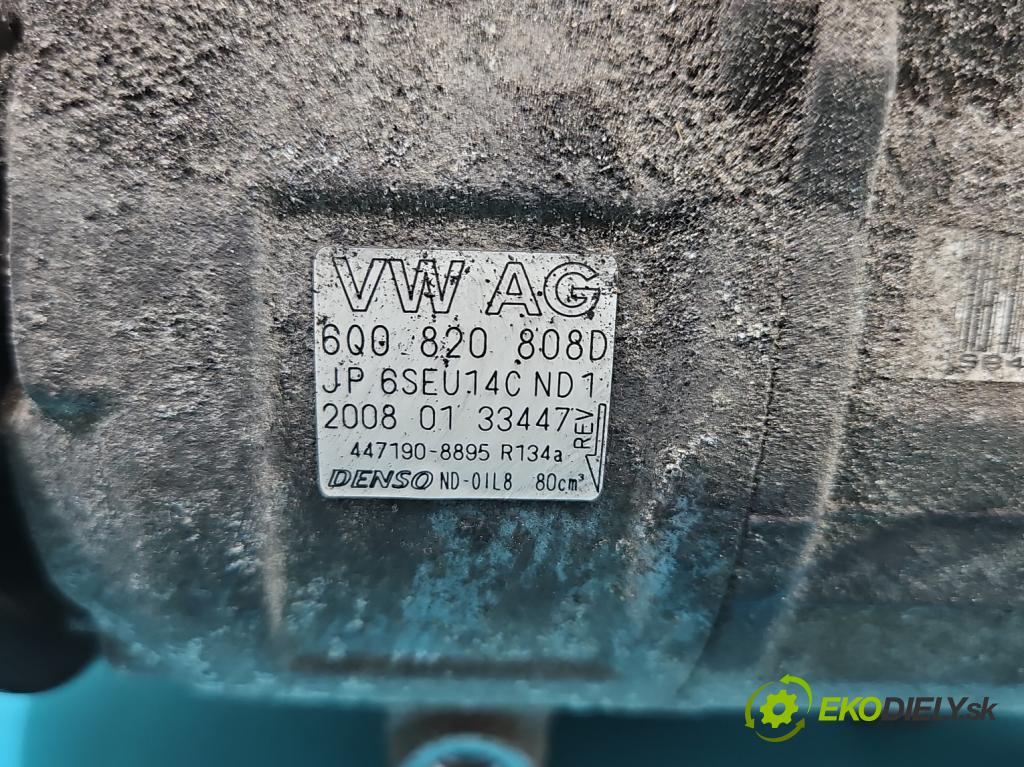 VW AG
6Q0 820 808D
JP 6SEU14C ND1
2008 01 33447
REV
447190-8895 R134a
DENSO ND-OIL8 80cm³
EKODIELY.sk